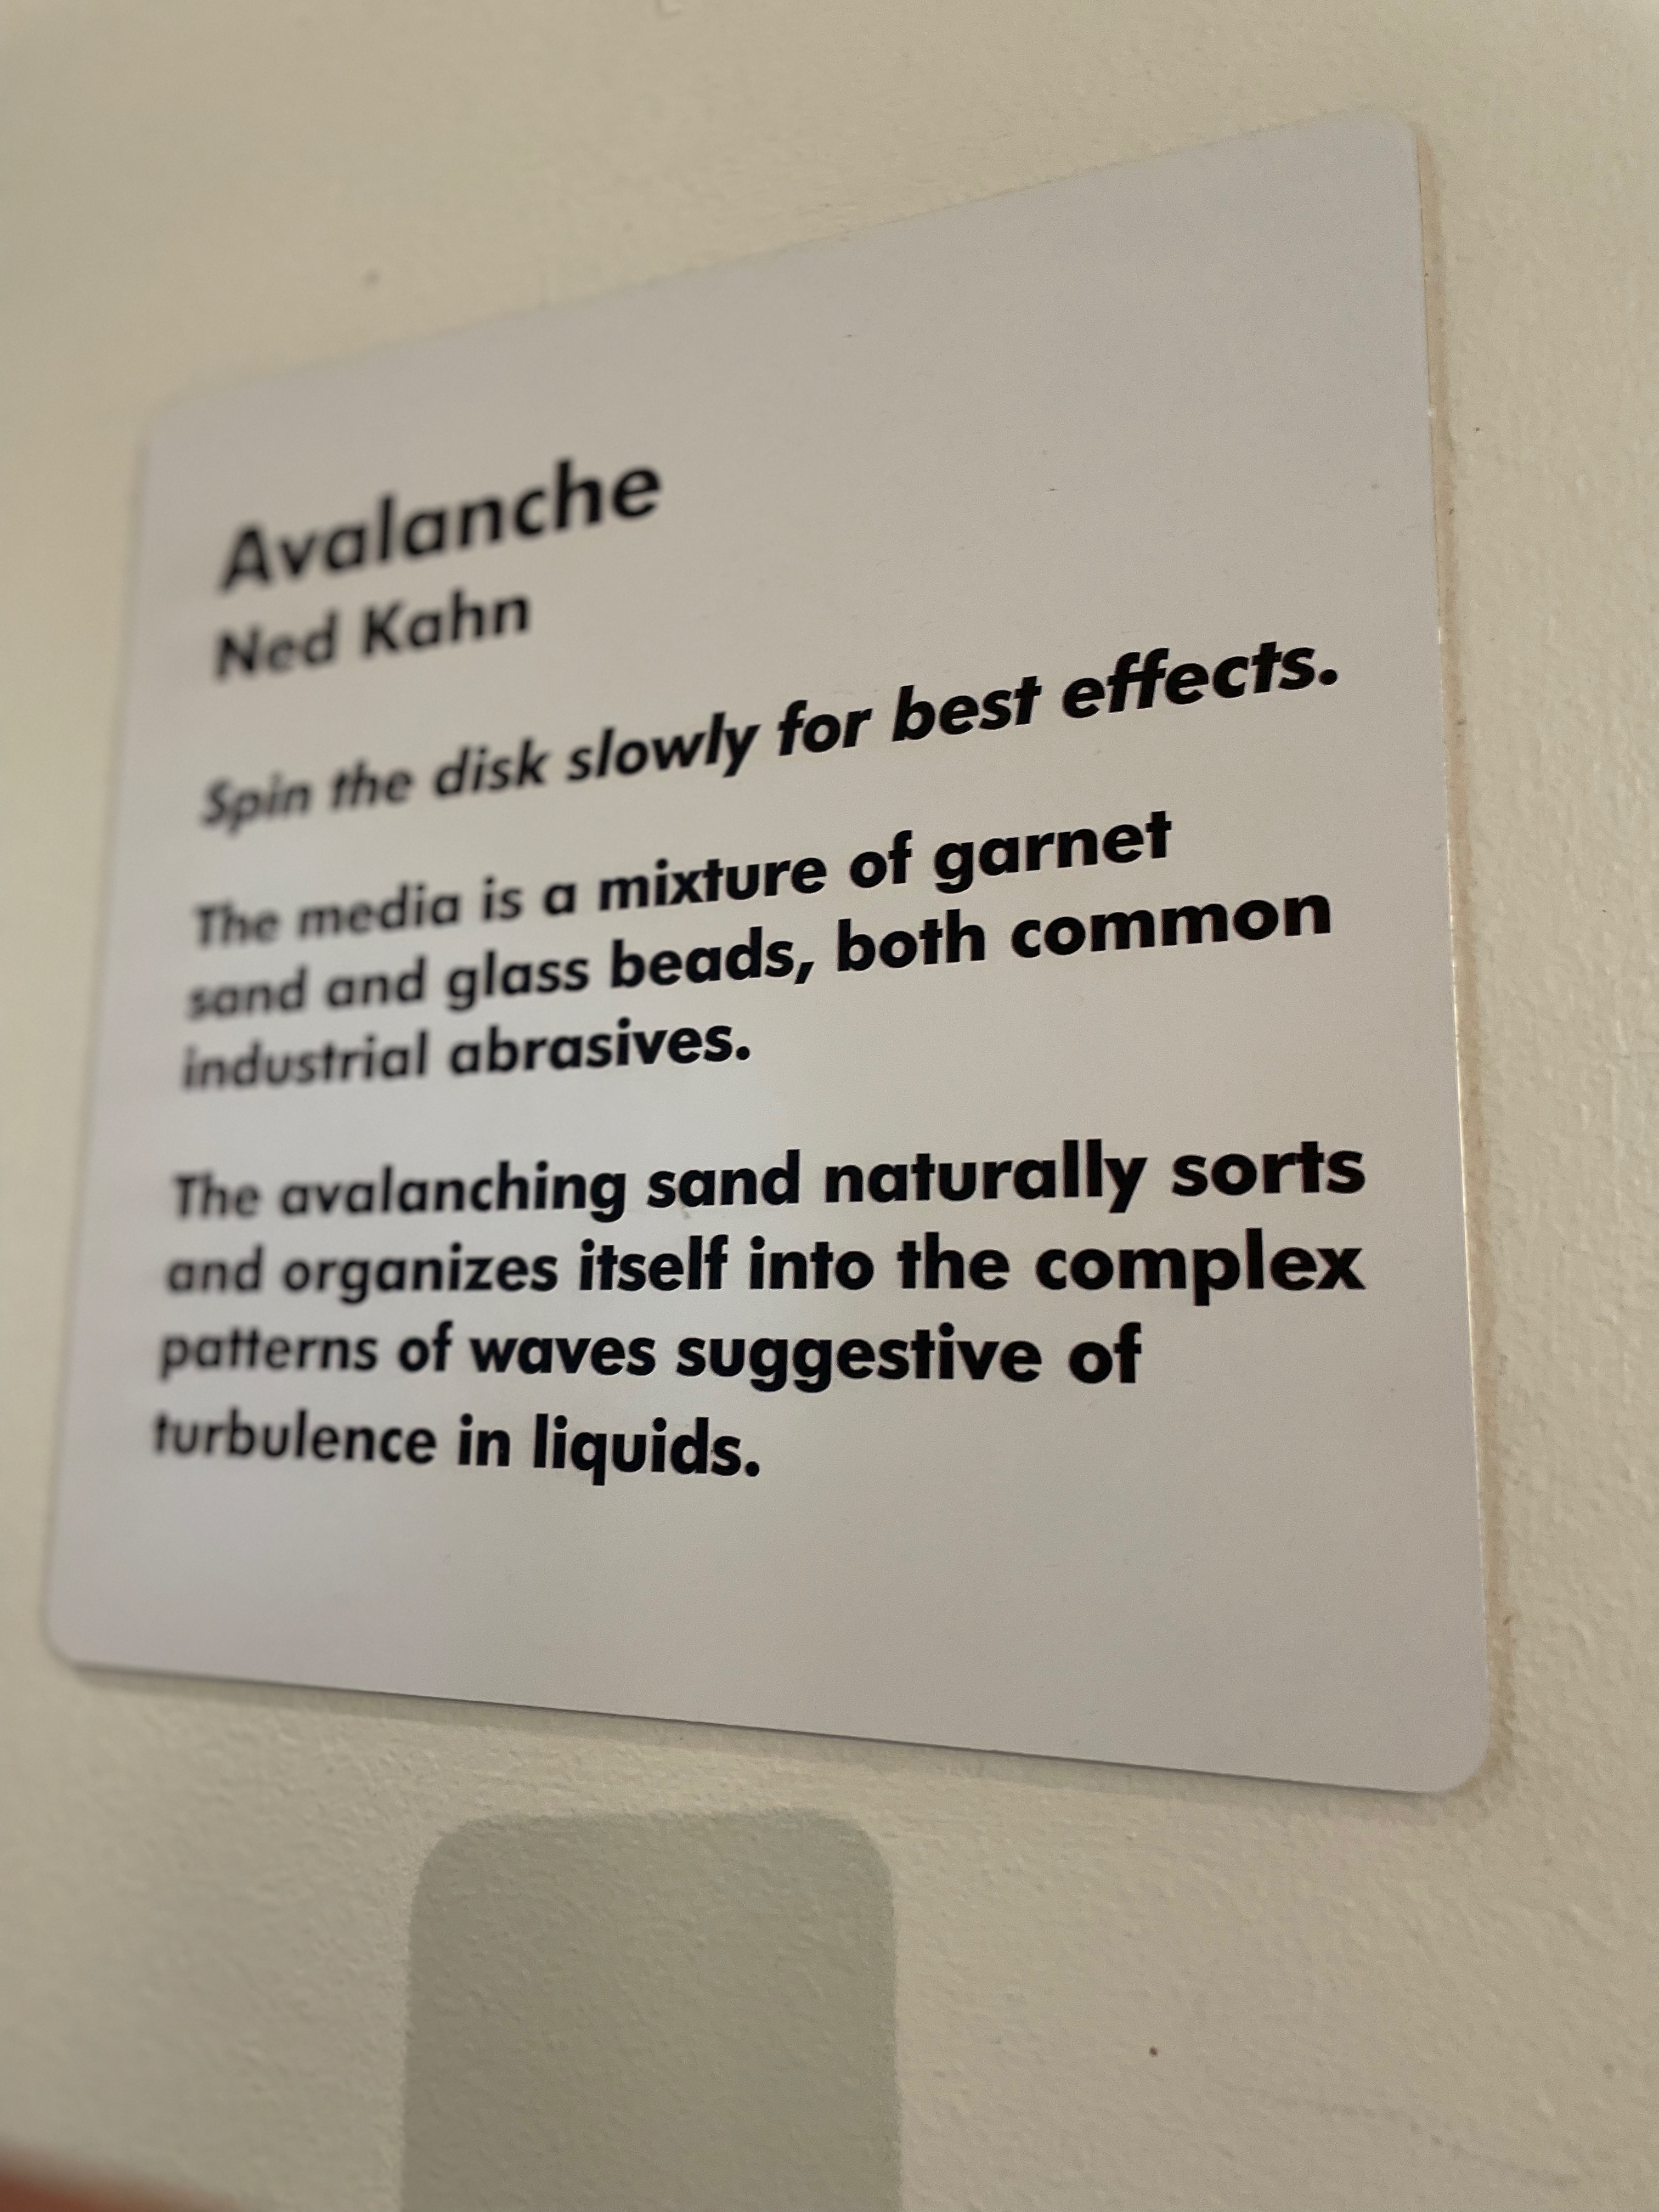 Avalanche
Ned Kahn
Spin the disk slowly for best effects.
The media is a mixture of garnet
sand and glass beads, both common
industrial abrasives.
The avalanching sand naturally sorts
and organizes itself into the complex
patterns of waves suggestive of
turbulence in liquids.